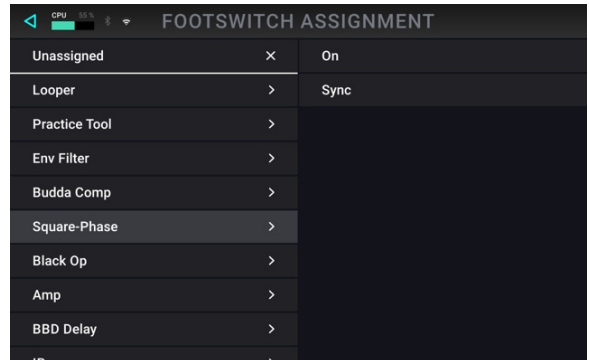 CPU 55 %
FOOTSWITCH ASSIGNMENT
Unassigned
Looper
Practice Tool
Env Filter
Budda Comp
Square-Phase
Black Op
Amp
BBD Delay
On
Sync